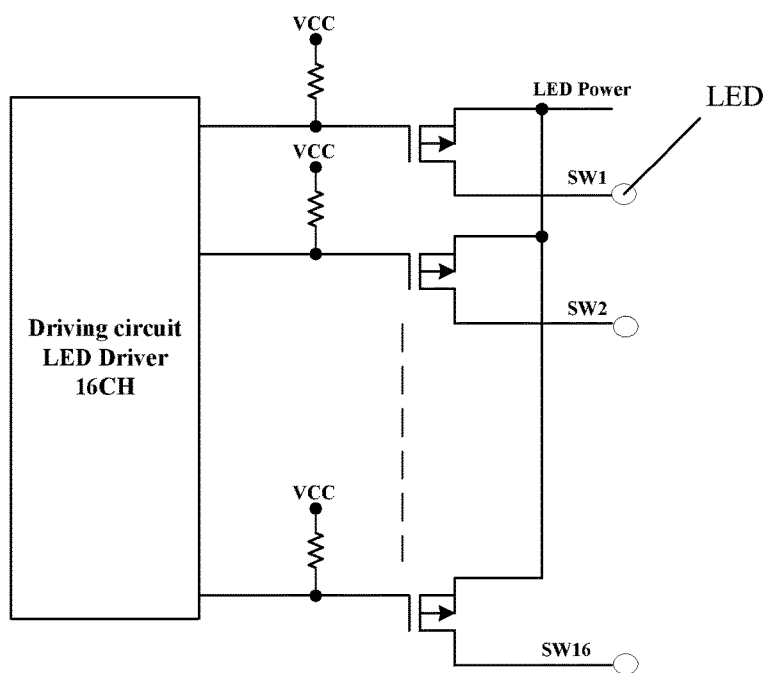 VCC
LED Power
LED
VCC
SW1
SW2
Driving circuit
LED Driver
16CH
VCC
SW16